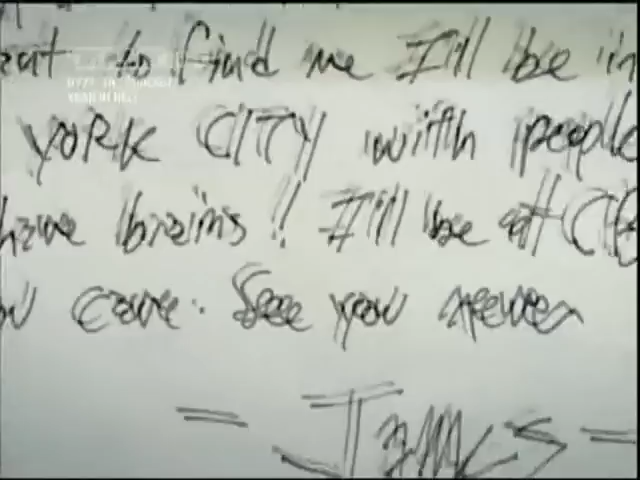 to find me I'll be in
YORK CITY with people
have brains!! I'll be at CB
care. See you never
= JAMES =